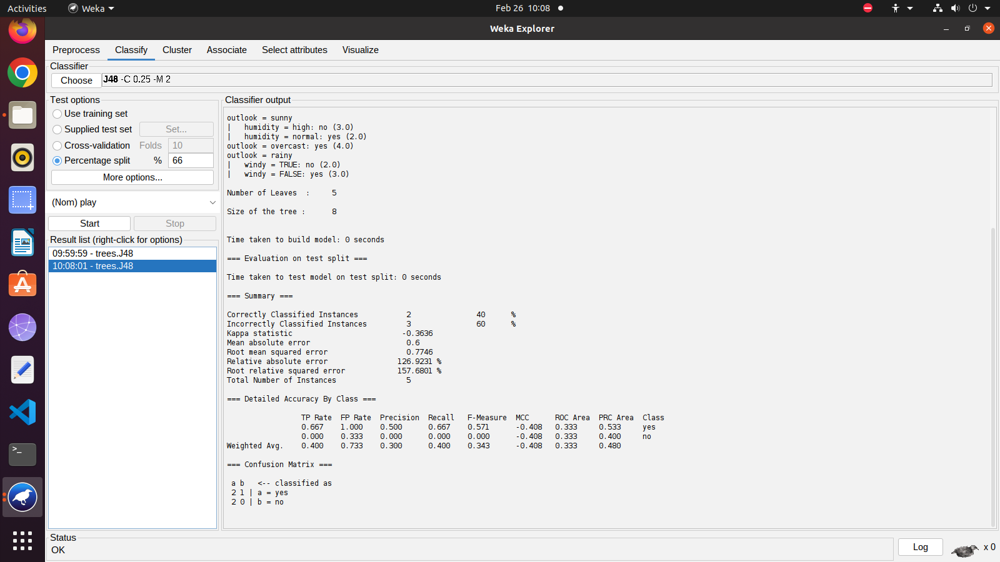 Activities Weka Feb 26 10:08
Weka Explorer
Preprocess Classify Cluster Associate Select attributes Visualize
Classifier
Choose J48 -C 0.25 -M 2
Test options
Use training set
Supplied test set Set...
Cross-validation Folds 10
Percentage split % 66
More options...
(Nom) play
Start Stop
Result list (right-click for options)
09:59:59 - trees.J48
10:08:01 - trees.J48
Classifier output
outlook = sunny
|   humidity = high: no (3.0)
|   humidity = normal: yes (2.0)
outlook = overcast: yes (4.0)
outlook = rainy
|   windy = TRUE: no (2.0)
|   windy = FALSE: yes (3.0)
Number of Leaves  :     5
Size of the tree :      8
Time taken to build model: 0 seconds
=== Evaluation on test split ===
Time taken to test model on test split: 0 seconds
=== Summary ===
Correctly Classified Instances           2               40      %
Incorrectly Classified Instances         3               60      %
Kappa statistic                         -0.3636
Mean absolute error                      0.6
Root mean squared error                  0.7746
Relative absolute error                126.9231 %
Root relative squared error            157.6801 %
Total Number of Instances                5
=== Detailed Accuracy By Class ===
TP Rate  FP Rate  Precision  Recall   F-Measure  MCC      ROC Area  PRC Area  Class
0.667    1.000    0.500      0.667    0.571      -0.408   0.333     0.533     yes
0.000    0.333    0.000      0.000    0.000      -0.408   0.333     0.400     no
Weighted Avg.    0.400    0.733    0.300      0.400    0.343      -0.408   0.333     0.480
=== Confusion Matrix ===
a b   <-- classified as
2 1 | a = yes
2 0 | b = no
Status
OK
Log x 0